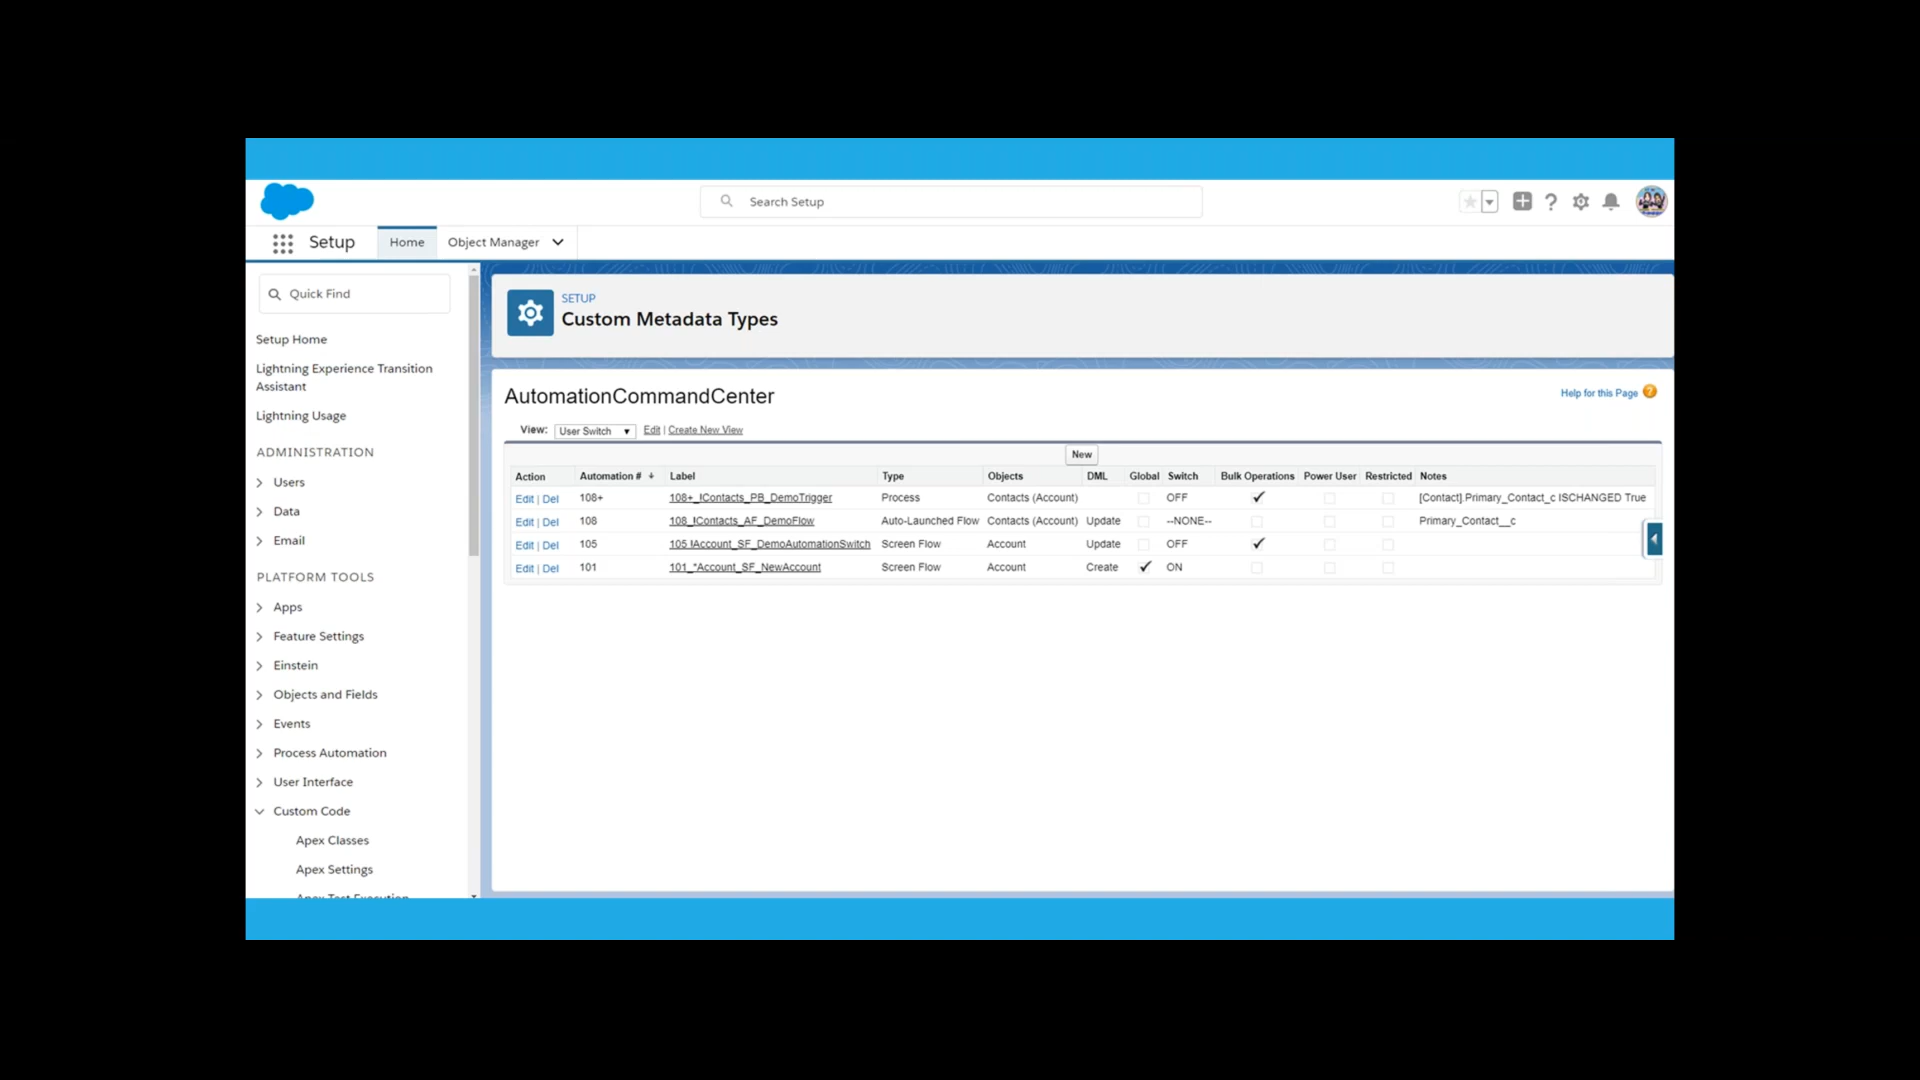 Search Setup
Setup
Home
Object Manager
Quick Find
Setup Home
Lightning Experience Transition
Assistant
Lightning Usage
ADMINISTRATION
Users
Data
Email
PLATFORM TOOLS
Apps
Feature Settings
Einstein
Objects and Fields
Events
Process Automation
User Interface
Custom Code
Apex Classes
Apex Settings
Apex Test Execution
SETUP
Custom Metadata Types
AutomationCommandCenter
Help for this Page ?
View: User Switch Edit | Create New View
New
Action Automation # Label Type Objects DML Global Switch Bulk Operations Power User Restricted Notes
Edit | Del 108+ 108+_!Contacts_PB_DemoTrigger Process Contacts (Account) OFF [Contact].Primary_Contact_c ISCHANGED True
Edit | Del 108 108_!Contacts_AF_DemoFlow Auto-Launched Flow Contacts (Account) Update --NONE-- Primary_Contact__c
Edit | Del 105 105 !Account_SF_DemoAutomationSwitch Screen Flow Account Update OFF
Edit | Del 101 101_*Account_SF_NewAccount Screen Flow Account Create ON